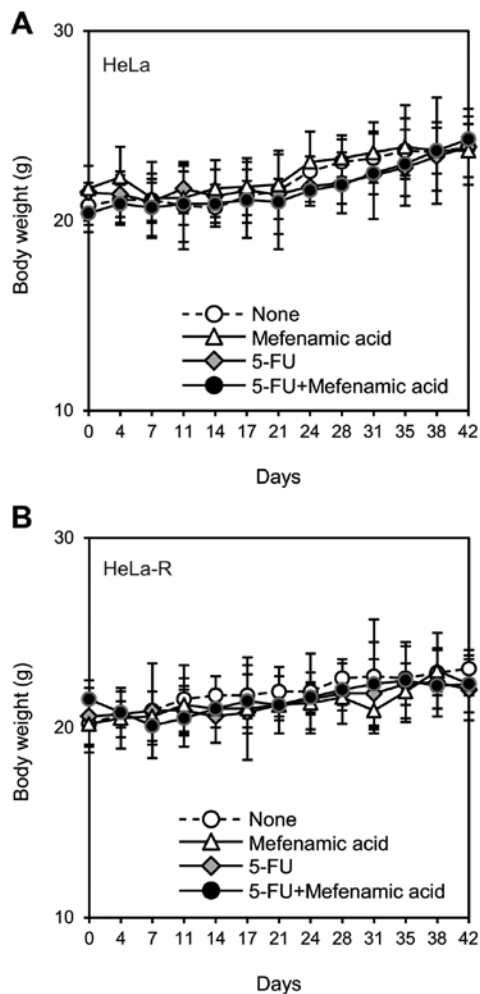 A
30
HeLa
Body weight (g)
20
None
Mefenamic acid
5-FU
5-FU+Mefenamic acid
10
0 4 7 11 14 17 21 24 28 31 35 38 42
Days
B
30
HeLa-R
Body weight (g)
20
None
Mefenamic acid
5-FU
5-FU+Mefenamic acid
10
0 4 7 11 14 17 21 24 28 31 35 38 42
Days